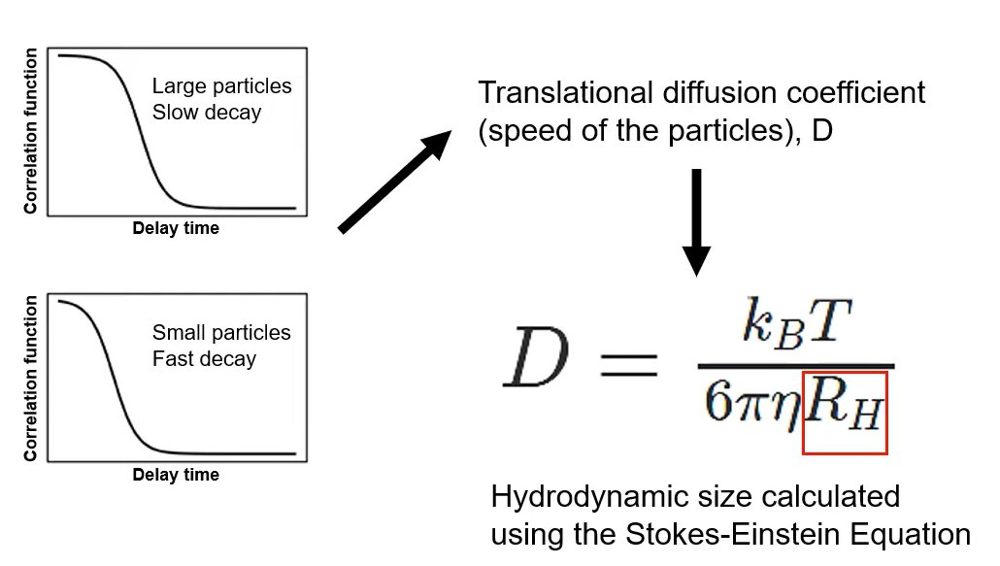 Correlation function
Large particles
Slow decay
Delay time
Correlation function
Small particles
Fast decay
Delay time
Translational diffusion coefficient
(speed of the particles), D
D = k_B T / 6πηR_H
Hydrodynamic size calculated
using the Stokes-Einstein Equation